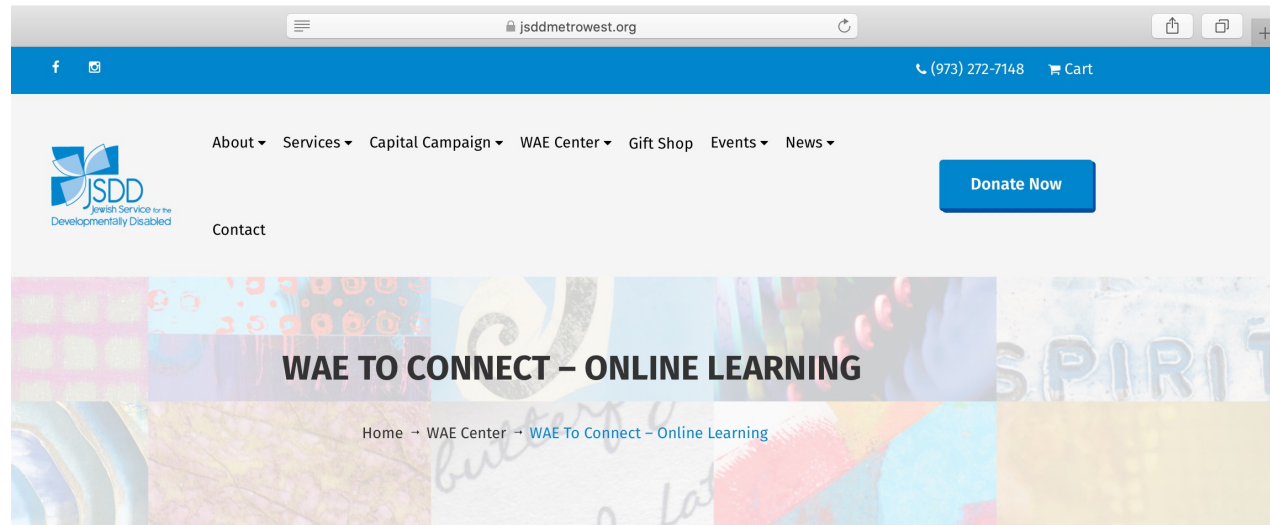 jsddmetrowest.org
(973) 272-7148 Cart
About Services Capital Campaign WAE Center Gift Shop Events News
Donate Now
JSDD
Jewish Service for the
Developmentally Disabled
Contact
SPIRIT
WAE TO CONNECT – ONLINE LEARNING
Home → WAE Center → WAE To Connect – Online Learning
butterfly